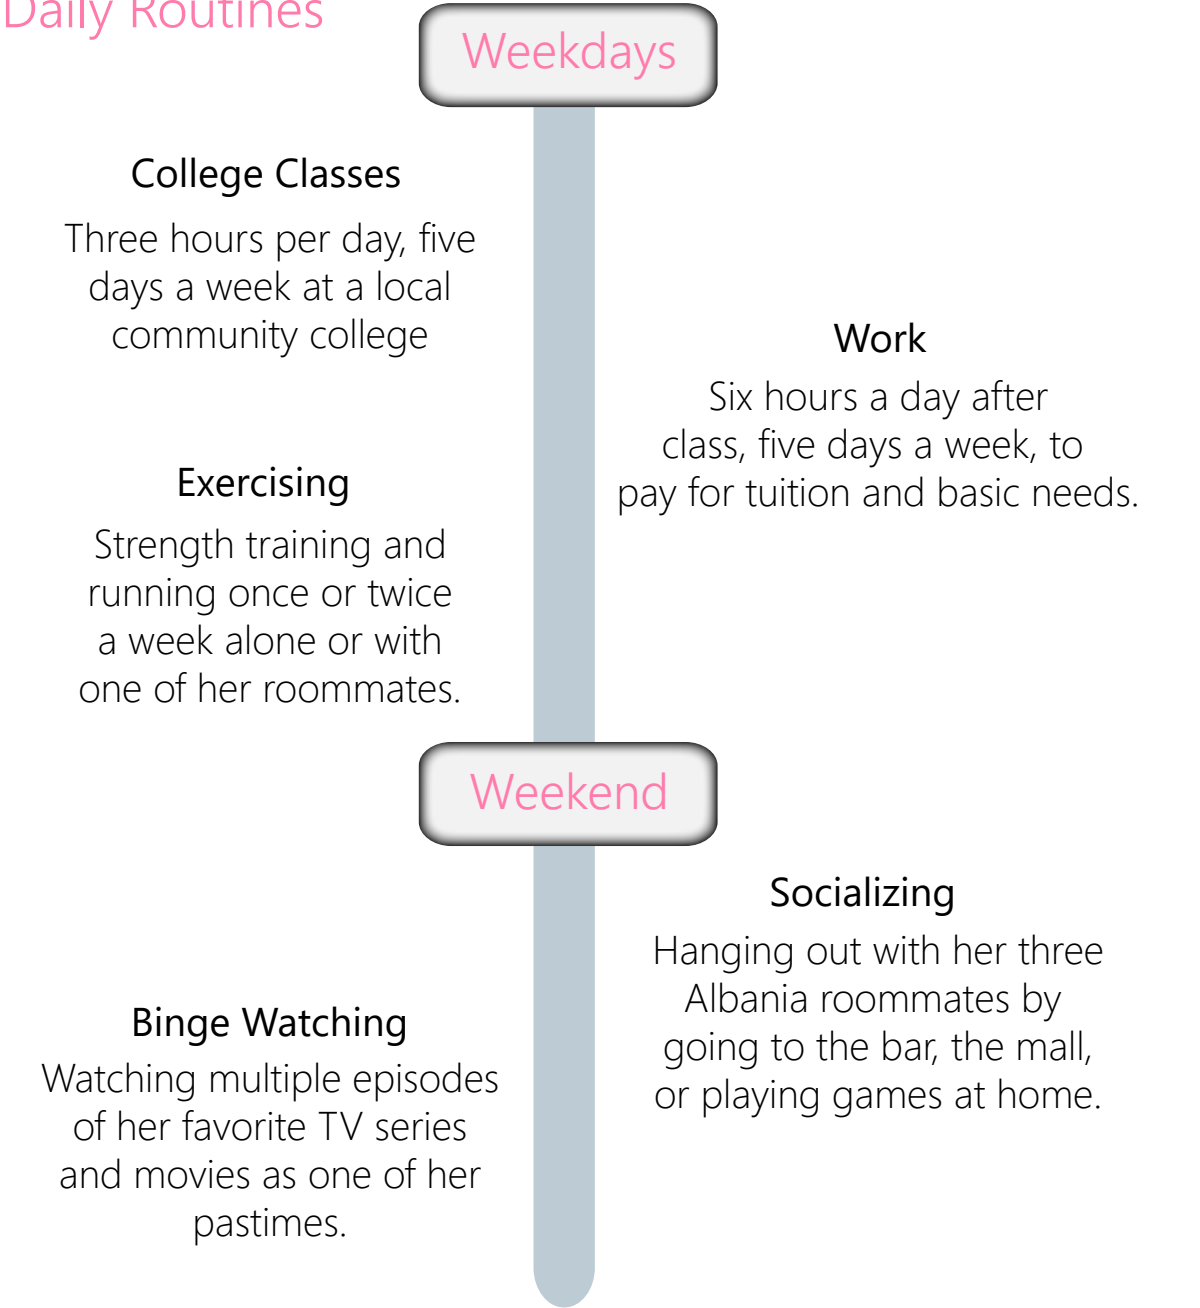 Daily Routines
Weekdays
College Classes
Three hours per day, five
days a week at a local
community college
Work
Six hours a day after
class, five days a week, to
pay for tuition and basic needs.
Exercising
Strength training and
running once or twice
a week alone or with
one of her roommates.
Weekend
Socializing
Hanging out with her three
Albania roommates by
going to the bar, the mall,
or playing games at home.
Binge Watching
Watching multiple episodes
of her favorite TV series
and movies as one of her
pastimes.